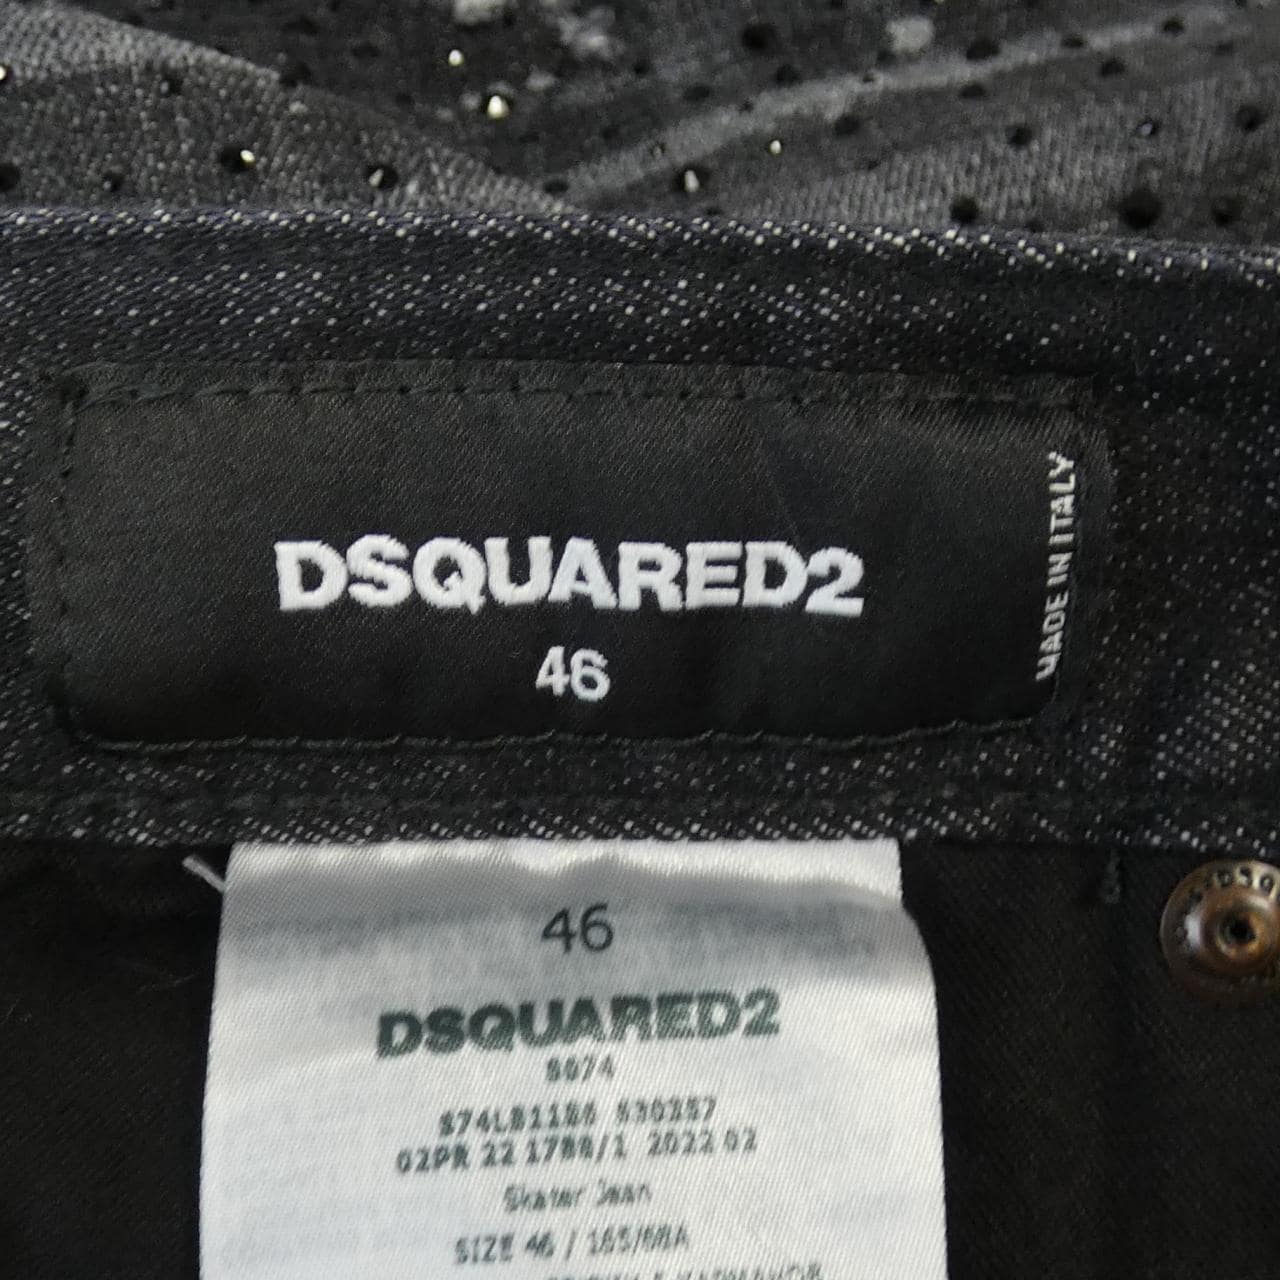 DSQUARED2
46
MADE IN ITALY
46
DSQUARED2
S074
S74LB1186 S30357
02PR 22 1788/1 2022 02
Skater Jean
SIZE 46 / 165/68A